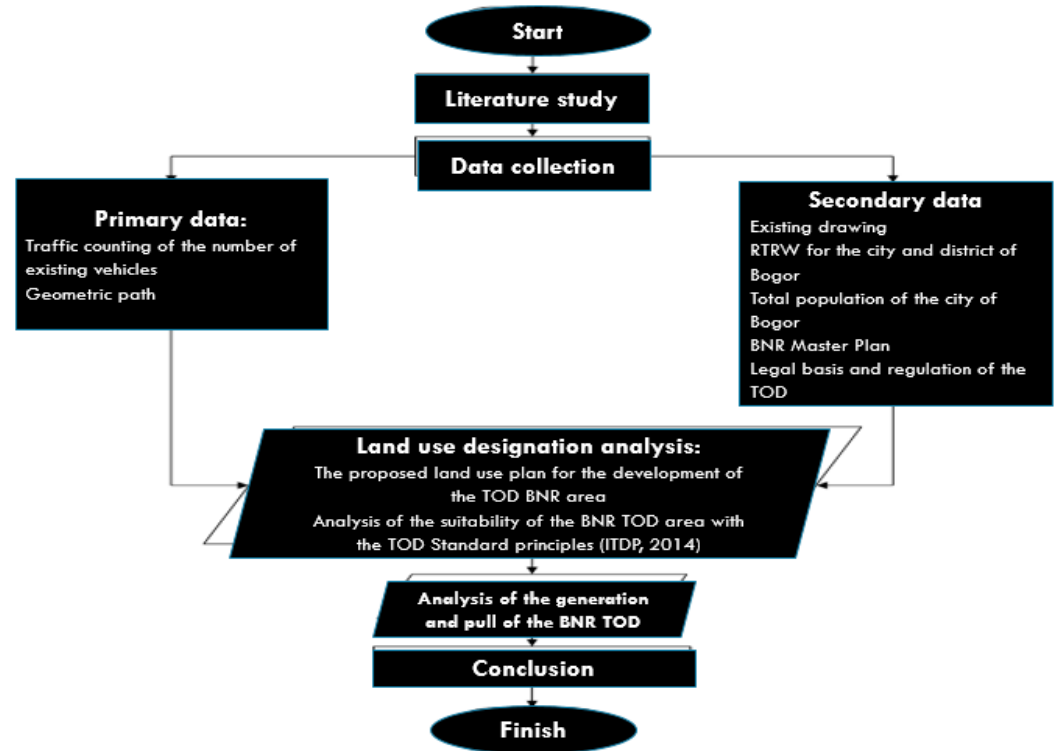 Start
Literature study
Data collection
Primary data:
Traffic counting of the number of
existing vehicles
Geometric path
Secondary data
Existing drawing
RTRW for the city and district of
Bogor
Total population of the city of
Bogor
BNR Master Plan
Legal basis and regulation of the
TOD
Land use designation analysis:
The proposed land use plan for the development of
the TOD BNR area
Analysis of the suitability of the BNR TOD area with
the TOD Standard principles (ITDP, 2014)
Analysis of the generation
and pull of the BNR TOD
Conclusion
Finish